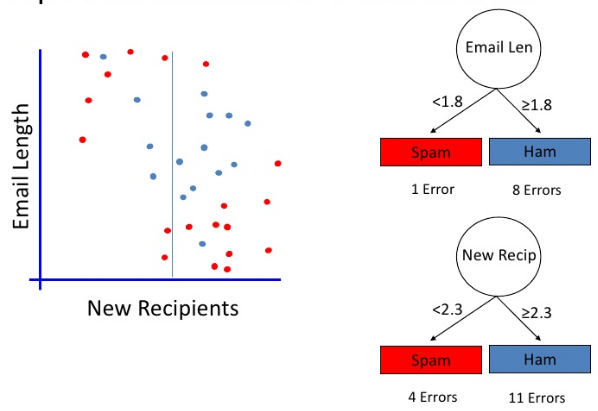 Email Length
New Recipients
Email Len
<1.8
≥1.8
Spam
Ham
1 Error
8 Errors
New Recip
<2.3
≥2.3
Spam
Ham
4 Errors
11 Errors